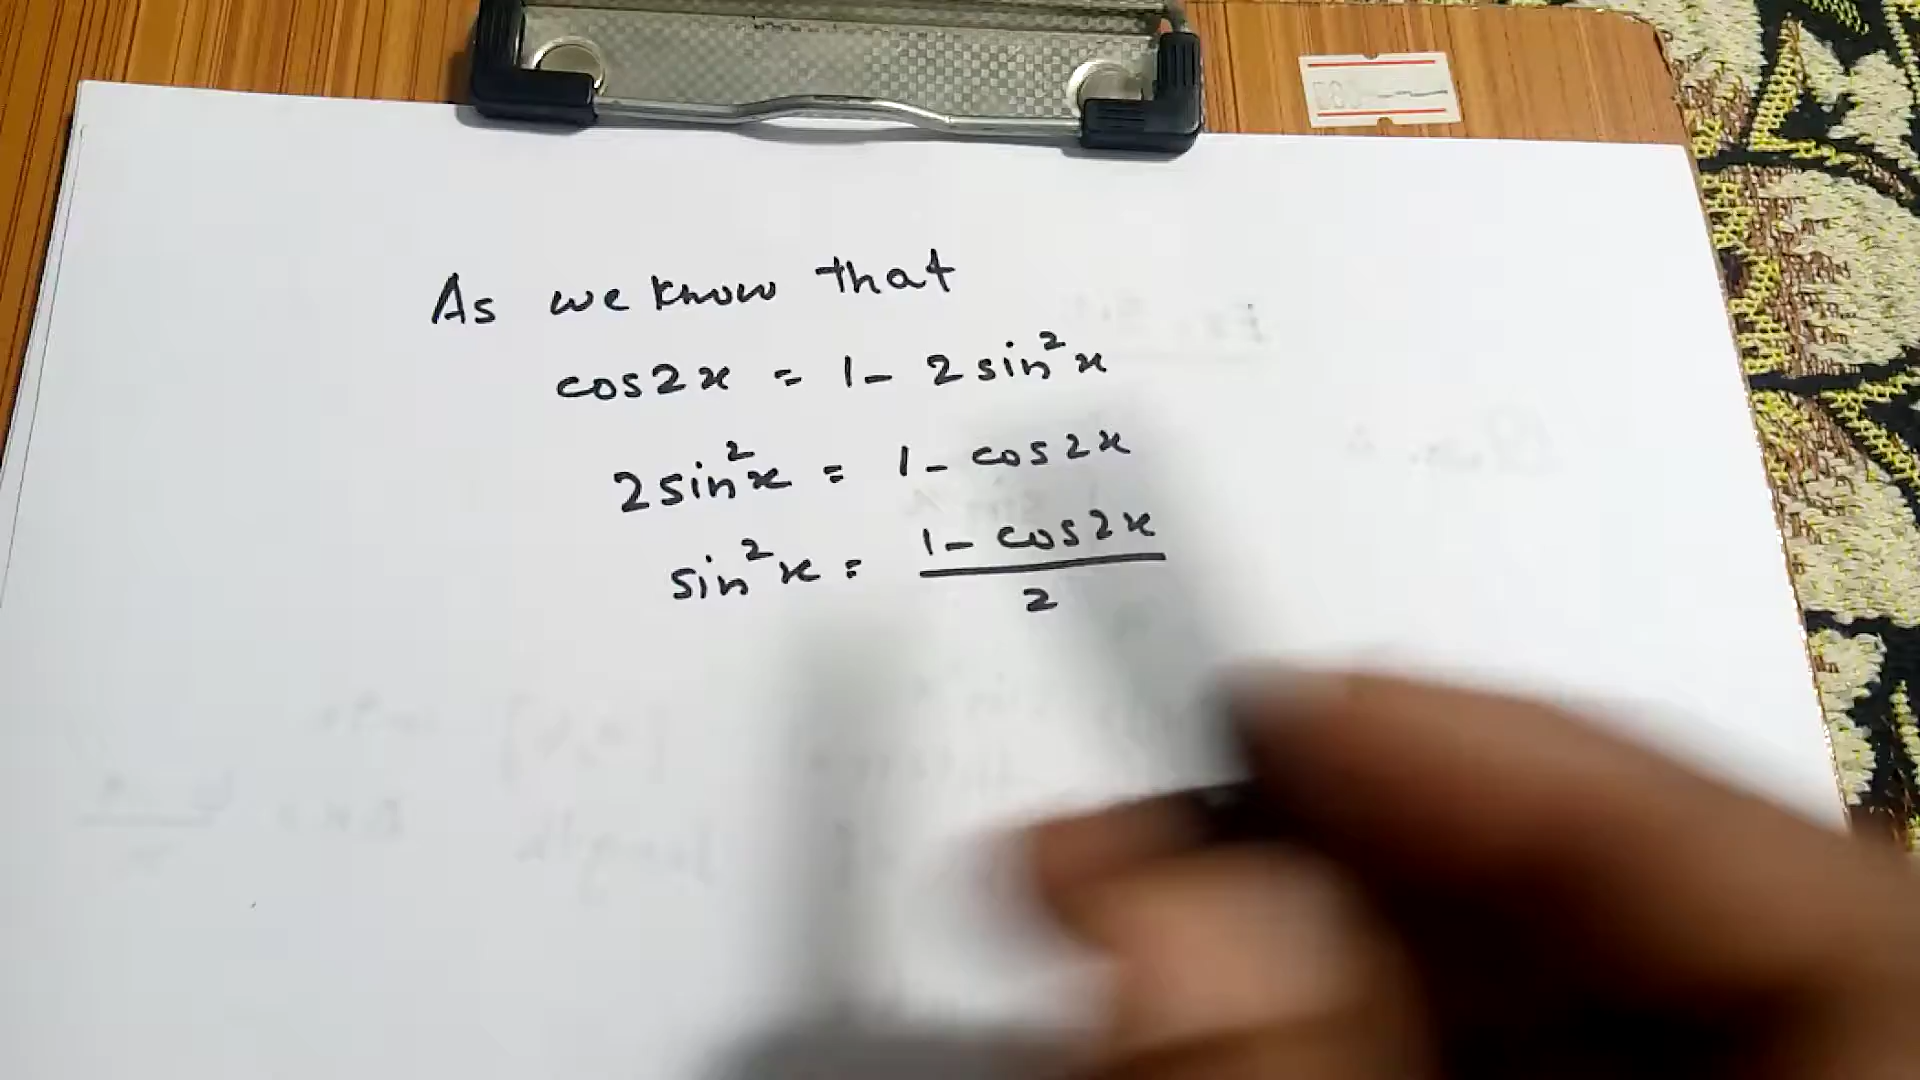 As we know that
cos2x = 1 - 2sin²x
2sin²x = 1 - cos2x
sin²x = 1 - cos2x / 2